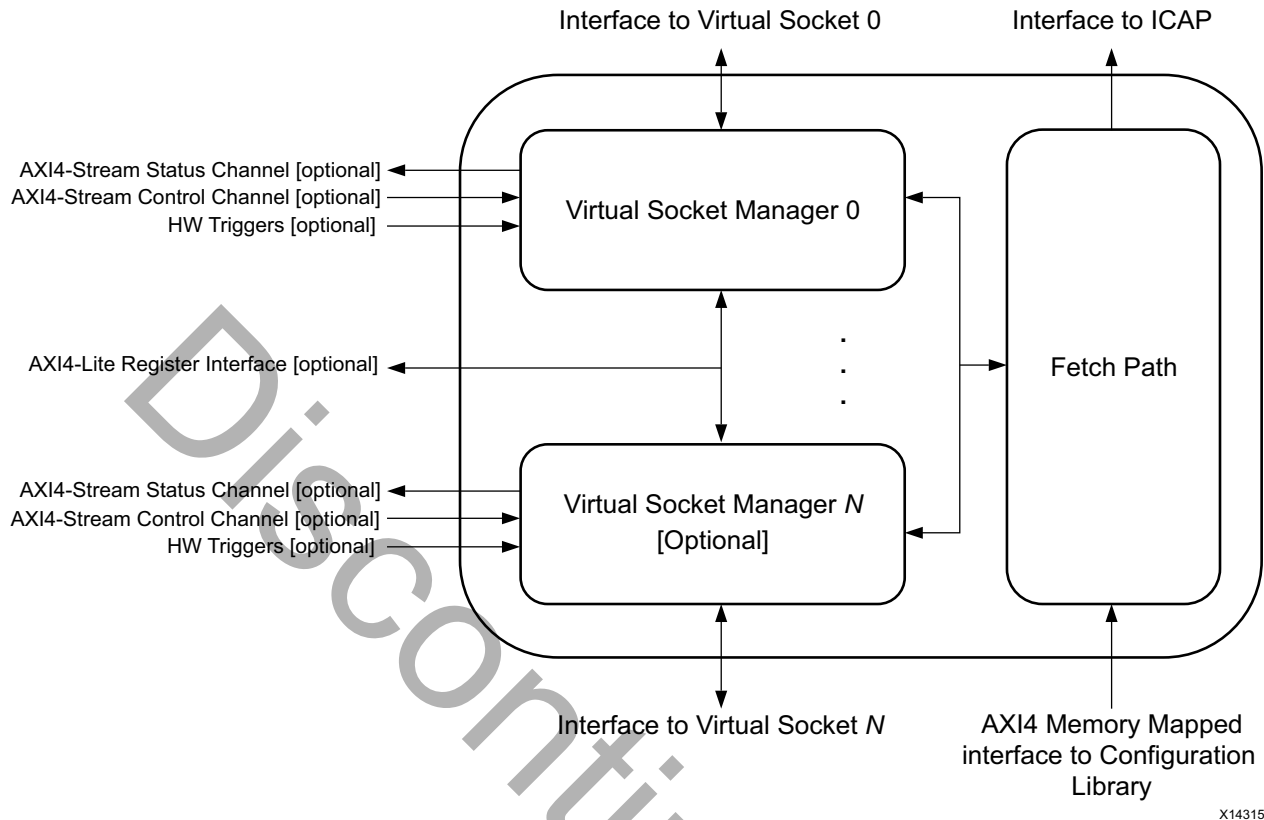 Interface to Virtual Socket 0
Interface to ICAP
AXI4-Stream Status Channel [optional]
AXI4-Stream Control Channel [optional]
HW Triggers [optional]
Virtual Socket Manager 0
AXI4-Lite Register Interface [optional]
.
.
.
Fetch Path
AXI4-Stream Status Channel [optional]
AXI4-Stream Control Channel [optional]
HW Triggers [optional]
Virtual Socket Manager N
[Optional]
Interface to Virtual Socket N
AXI4 Memory Mapped
interface to Configuration
Library
X14315